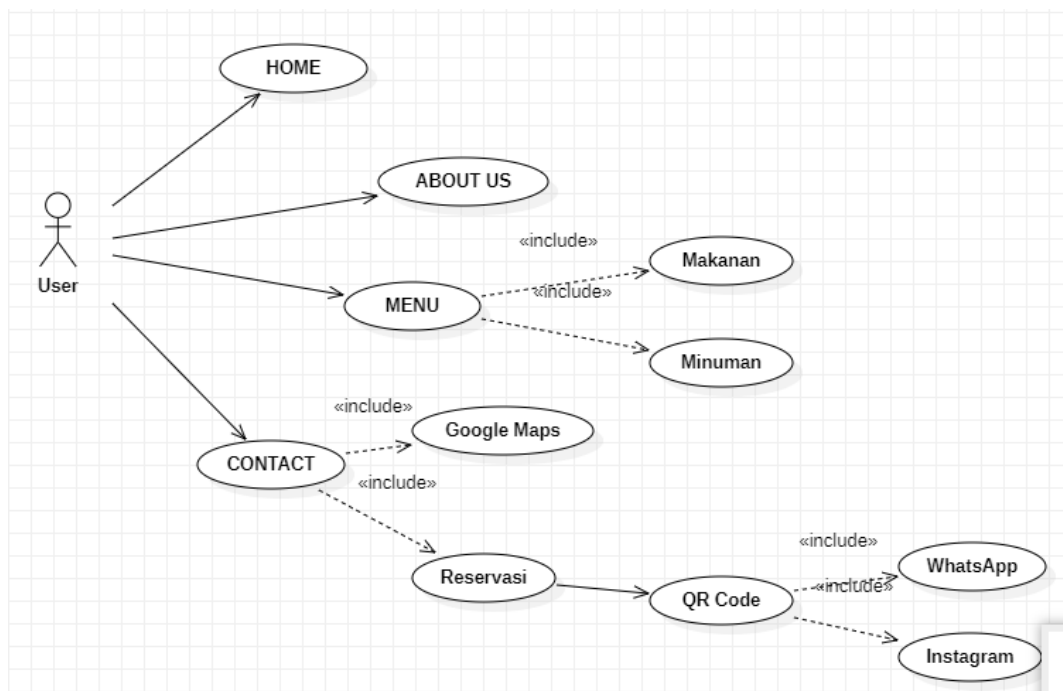 HOME
ABOUT US
«include»
Makanan
User
«include»
MENU
Minuman
«include»
Google Maps
CONTACT
«include»
Reservasi
«include»
WhatsApp
«include»
QR Code
Instagram